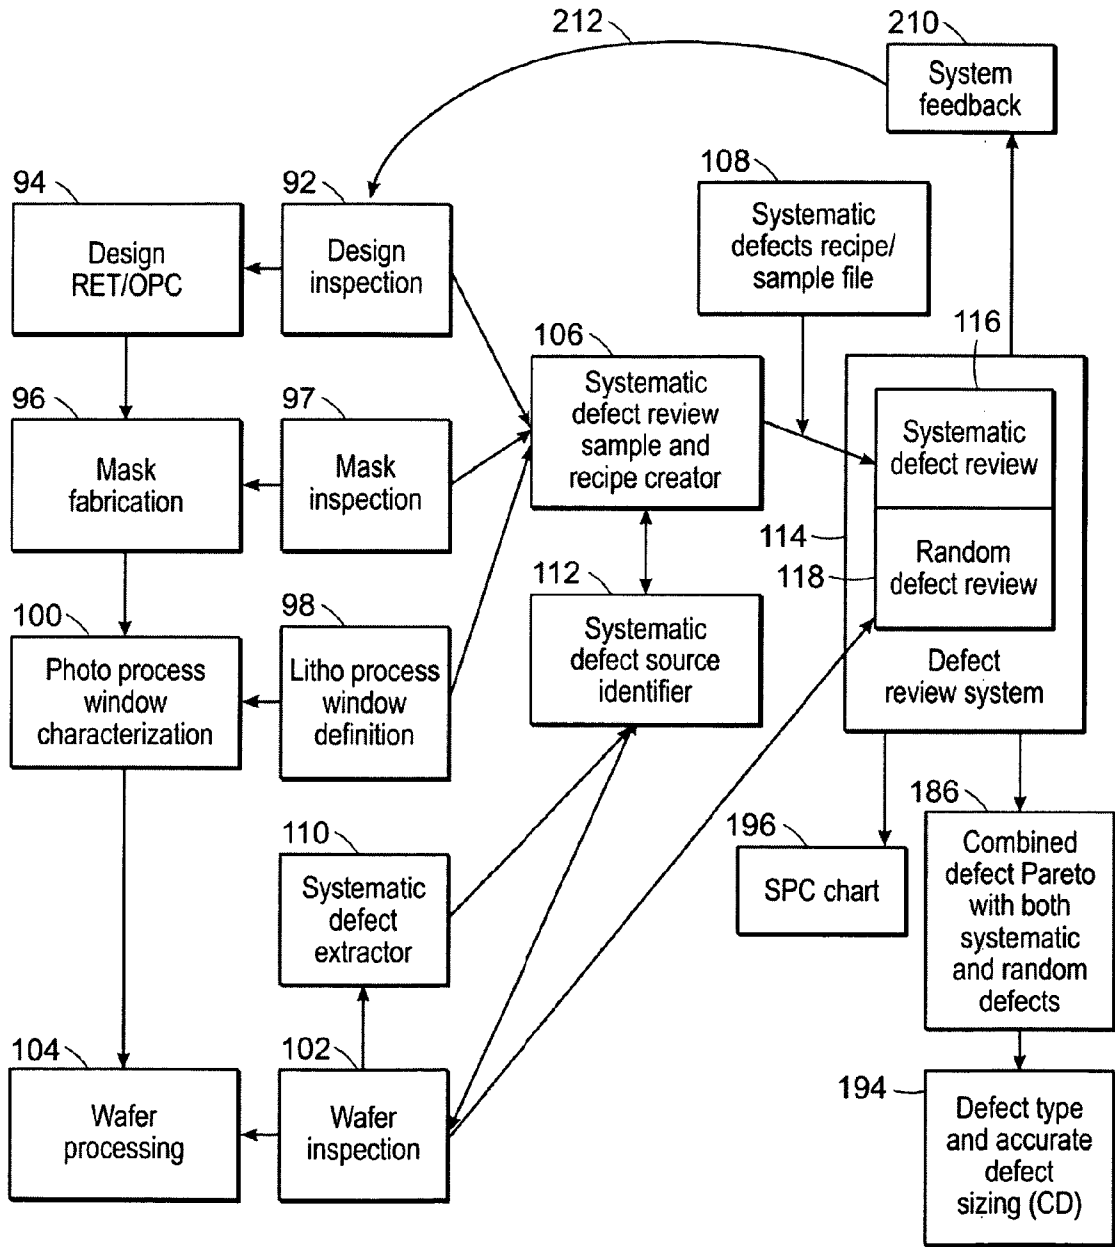 212
210
System
feedback
94
Design
RET/OPC
92
Design
inspection
108
Systematic
defects recipe/
sample file
116
Systematic
defect review
106
Systematic
defect review
sample and
recipe creator
96
Mask
fabrication
97
Mask
inspection
114
118
Random
defect review
Defect
review system
112
Systematic
defect source
identifier
100
Photo process
window
characterization
98
Litho process
window
definition
110
Systematic
defect
extractor
196
SPC chart
186
Combined
defect Pareto
with both
systematic
and random
defects
104
Wafer
processing
102
Wafer
inspection
194
Defect type
and accurate
defect
sizing (CD)